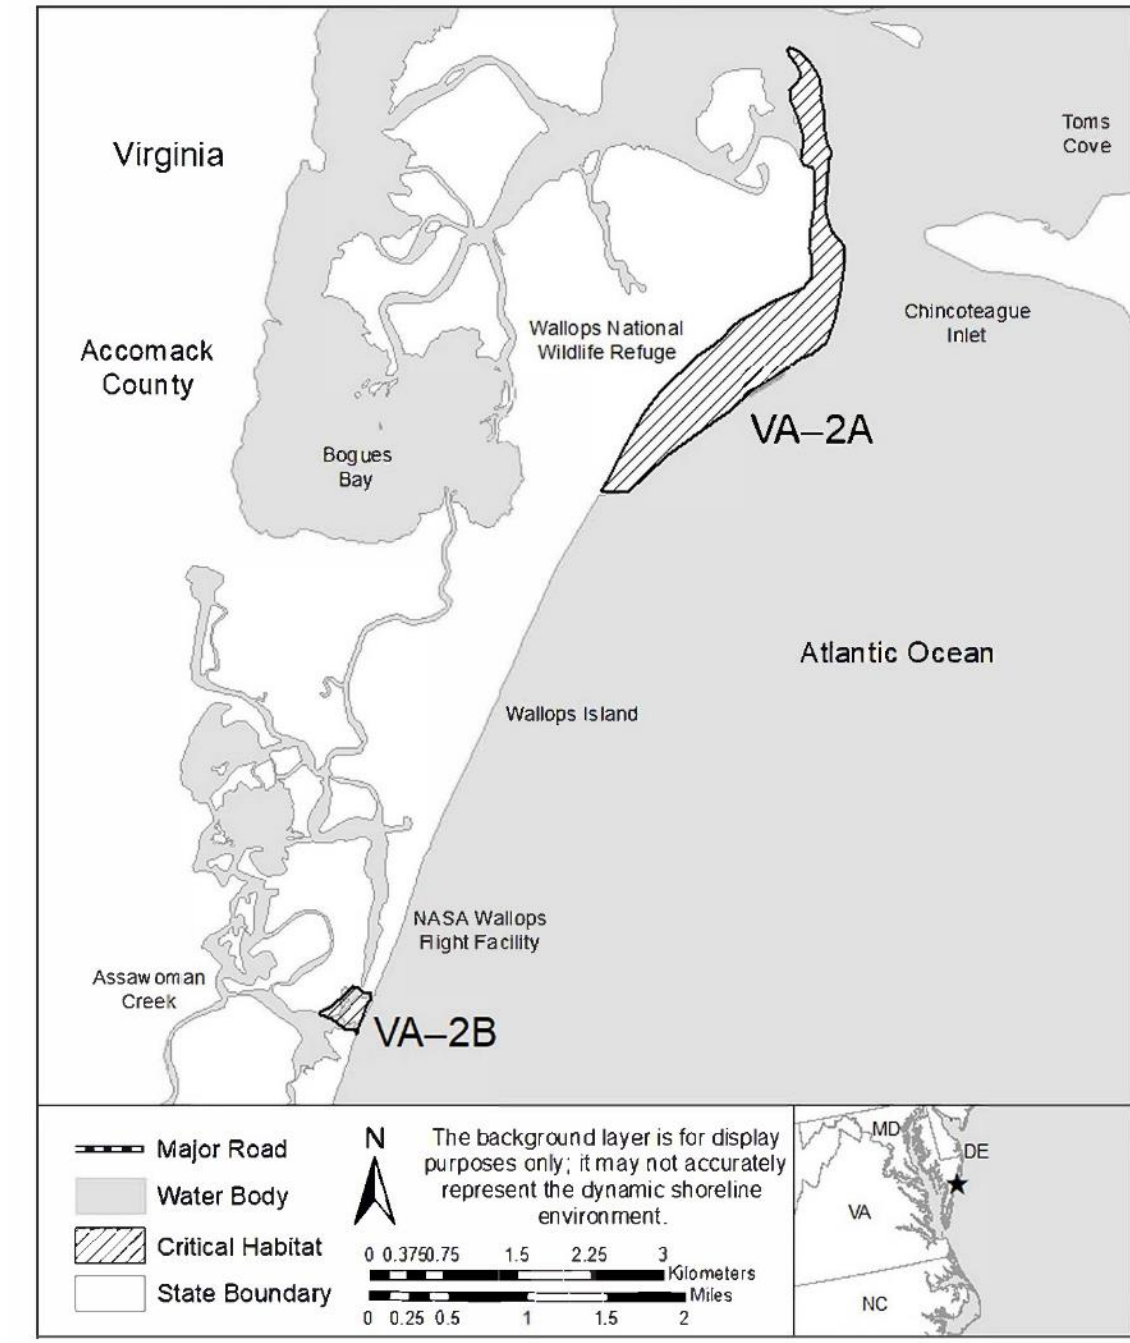 Virginia
Toms
Cove
Accomack
County
Wallops National
Wildlife Refuge
Chincoteague
Inlet
VA–2A
Bogues
Bay
Atlantic Ocean
Wallops Island
NASA Wallops
Flight Facility
Assawoman
Creek
VA–2B
Major Road
Water Body
Critical Habitat
State Boundary
N
The background layer is for display
purposes only; it may not accurately
represent the dynamic shoreline
environment.
0 0.375 0.75 1.5 2.25 3
Kilometers
Miles
0 0.25 0.5 1 1.5 2
MD
DE
VA
NC